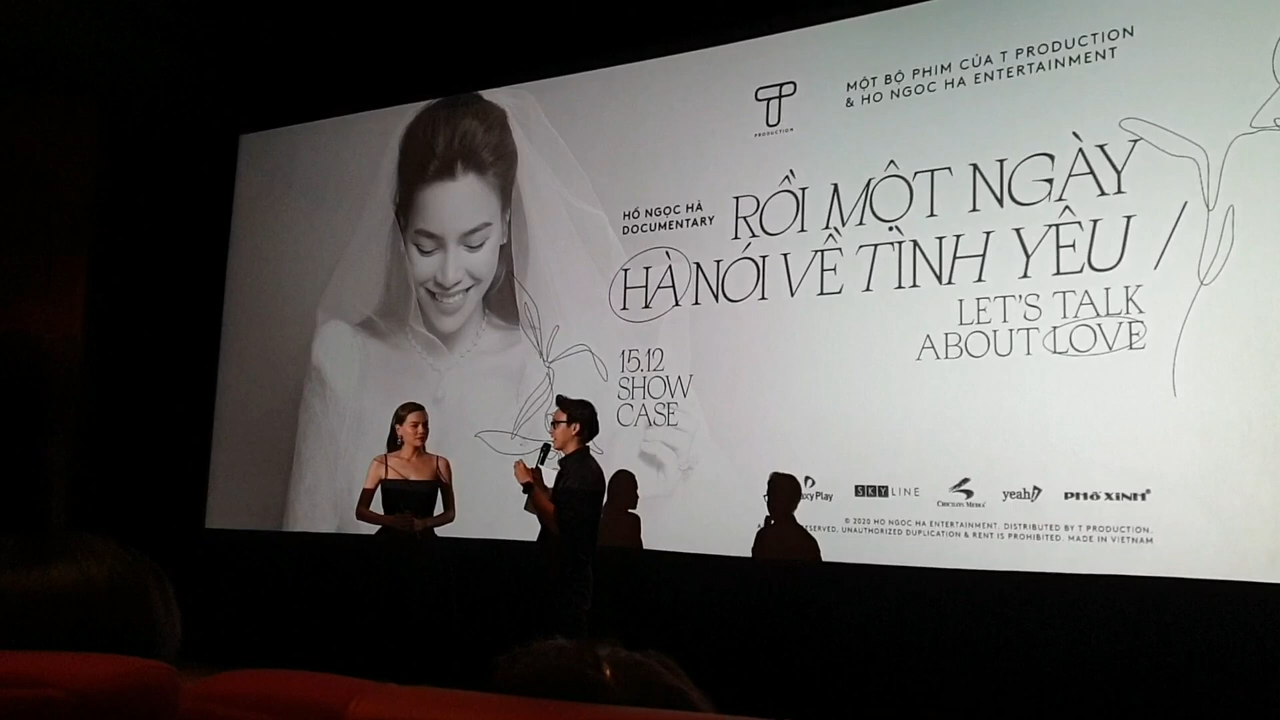 MỘT BỘ PHIM CỦA T PRODUCTION
& HO NGOC HA ENTERTAINMENT
T
PRODUCTION
HỒ NGỌC HÀ
DOCUMENTARY
RỒI MỘT NGÀY
HÀ NÓI VỀ TÌNH YÊU /
LET'S TALK
ABOUT LOVE
15.12
SHOW
CASE
Play
SKYLINE
yeah1
PHỐ XINH
© 2020 HO NGOC HA ENTERTAINMENT. DISTRIBUTED BY T PRODUCTION.
RESERVED, UNAUTHORIZED DUPLICATION & RENT IS PROHIBITED. MADE IN VIETNAM